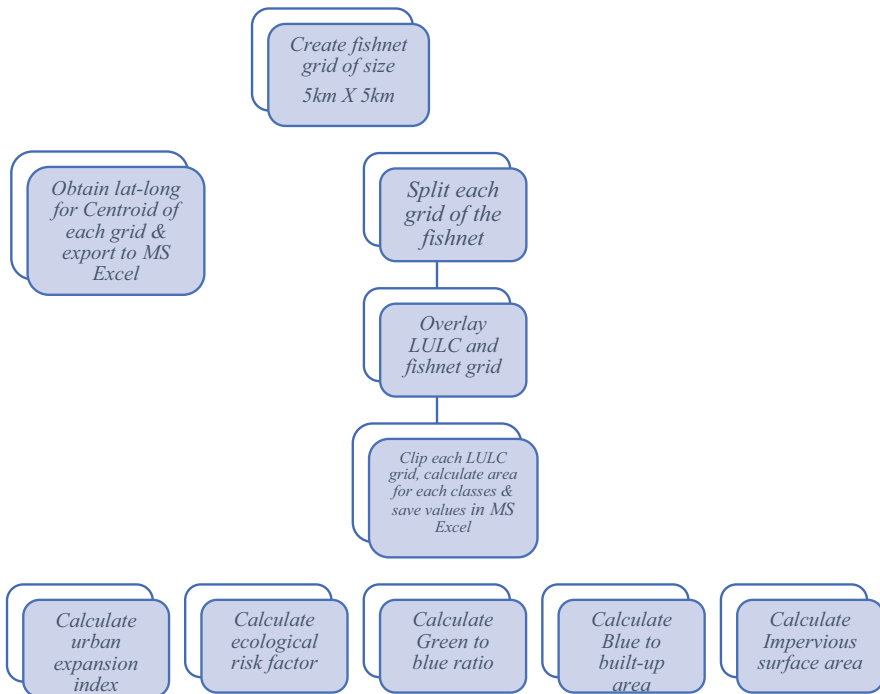 Create fishnet
grid of size
5km X 5km
Obtain lat-long
for Centroid of
each grid &
export to MS
Excel
Split each
grid of the
fishnet
Overlay
LULC and
fishnet grid
Clip each LULC
grid, calculate area
for each classes &
save values in MS
Excel
Calculate
urban
expansion
index
Calculate
ecological
risk factor
Calculate
Green to
blue ratio
Calculate
Blue to
built-up
area
Calculate
Impervious
surface area